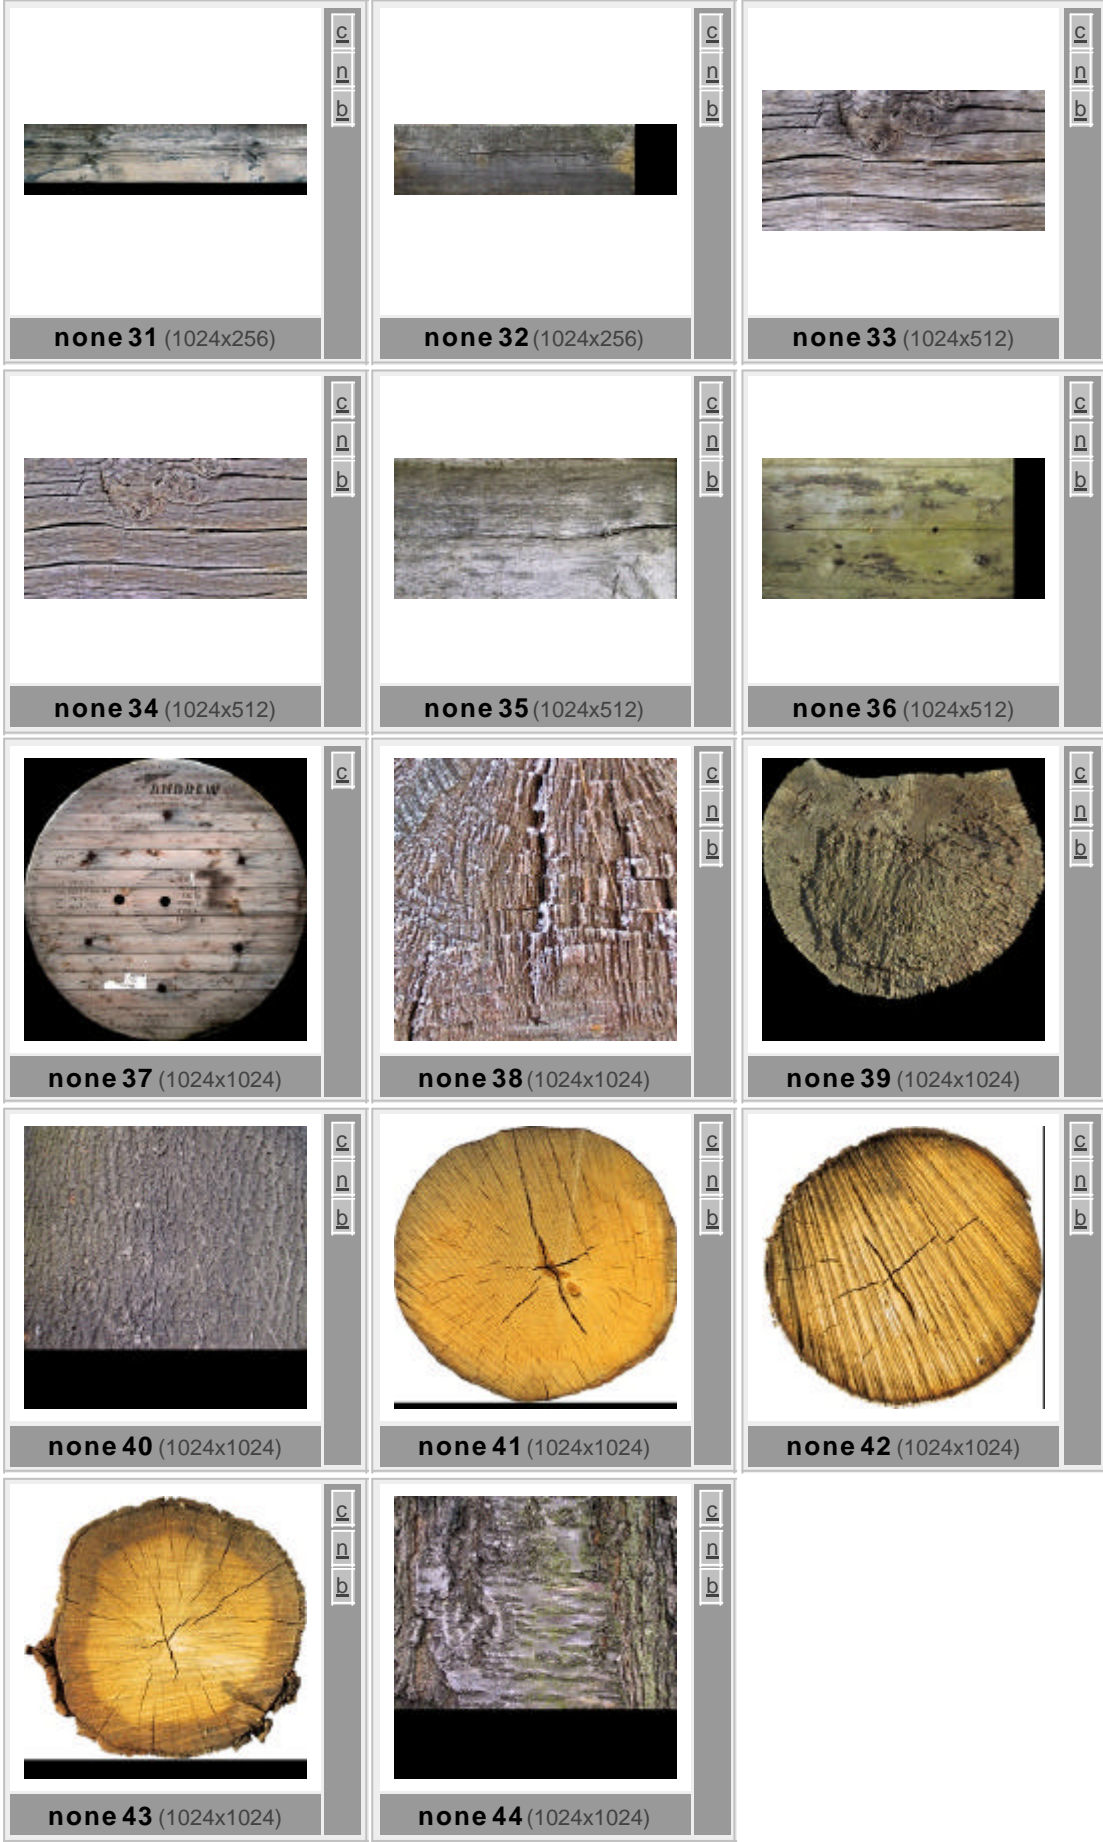 c
n
b
none 31 (1024x256)
c
n
b
none 32 (1024x256)
c
n
b
none 33 (1024x512)
c
n
b
none 34 (1024x512)
c
n
b
none 35 (1024x512)
c
n
b
none 36 (1024x512)
ANDREW
c
none 37 (1024x1024)
c
n
b
none 38 (1024x1024)
c
n
b
none 39 (1024x1024)
c
n
b
none 40 (1024x1024)
c
n
b
none 41 (1024x1024)
c
n
b
none 42 (1024x1024)
c
n
b
none 43 (1024x1024)
c
n
b
none 44 (1024x1024)